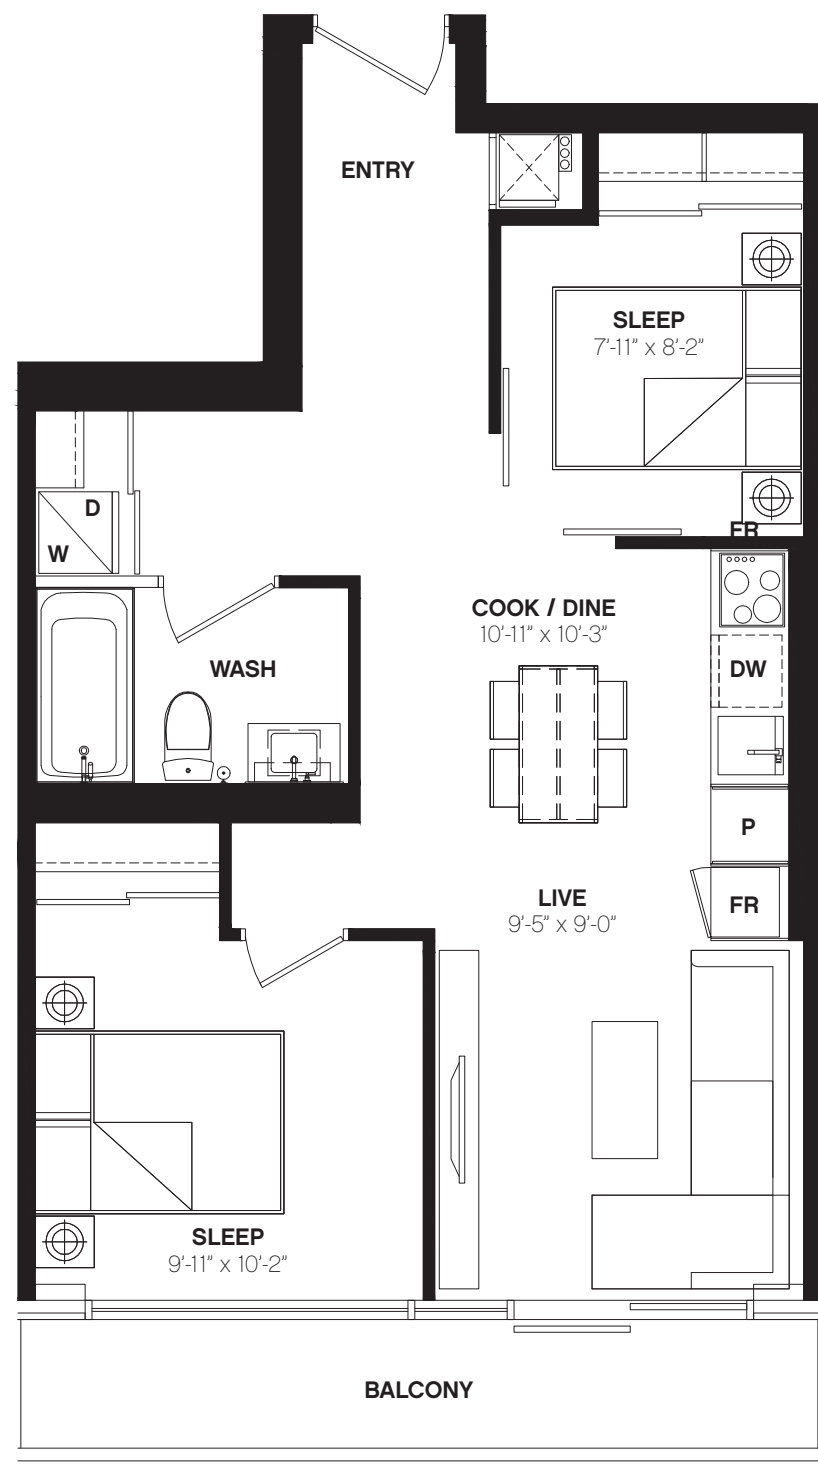 ENTRY
SLEEP
7'-11” x 8'-2”
D
W
FR
COOK / DINE
10'-11” x 10'-3”
WASH
DW
P
LIVE
9'-5” x 9'-0”
FR
SLEEP
9'-11” x 10'-2”
BALCONY